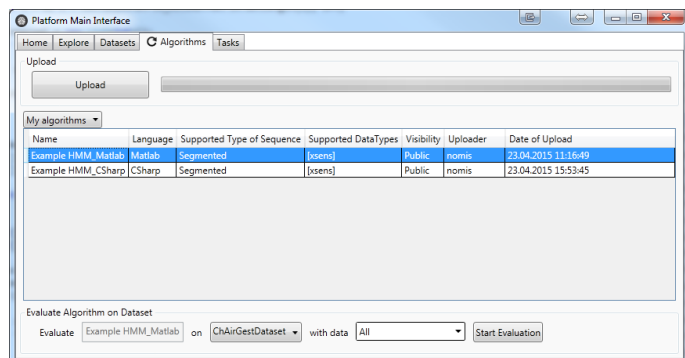 Platform Main Interface
Home Explore Datasets Algorithms Tasks
Upload
Upload
My algorithms
Name Language Supported Type of Sequence Supported DataTypes Visibility Uploader Date of Upload
Example HMM_Matlab Matlab Segmented [xsens] Public nomis 23.04.2015 11:16:49
Example HMM_CSharp CSharp Segmented [xsens] Public nomis 23.04.2015 15:53:45
Evaluate Algorithm on Dataset
Evaluate Example HMM_Matlab on ChAirGestDataset with data All Start Evaluation